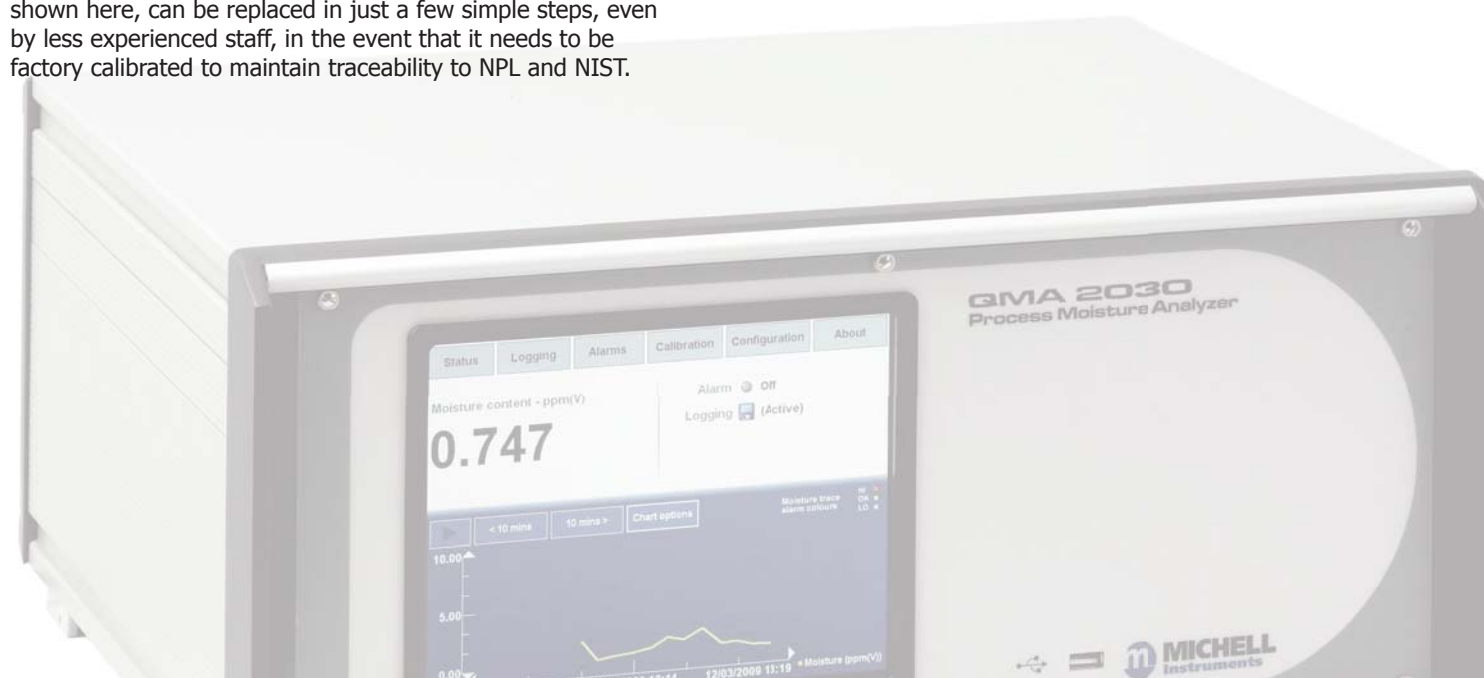 shown here, can be replaced in just a few simple steps, even
by less experienced staff, in the event that it needs to be
factory calibrated to maintain traceability to NPL and NIST.
QMA 2030
Process Moisture Analyzer
Status Logging Alarms Calibration Configuration About
Moisture content - ppm(V)
0.747
Alarm Off
Logging (Active)
< 10 mins 10 mins > Chart options
Moisture trace
alarm colours
HI
OK
LO
10.00
5.00
0.00
12/03/2009 11:19
Moisture (ppm(V))
MICHELL
Instruments